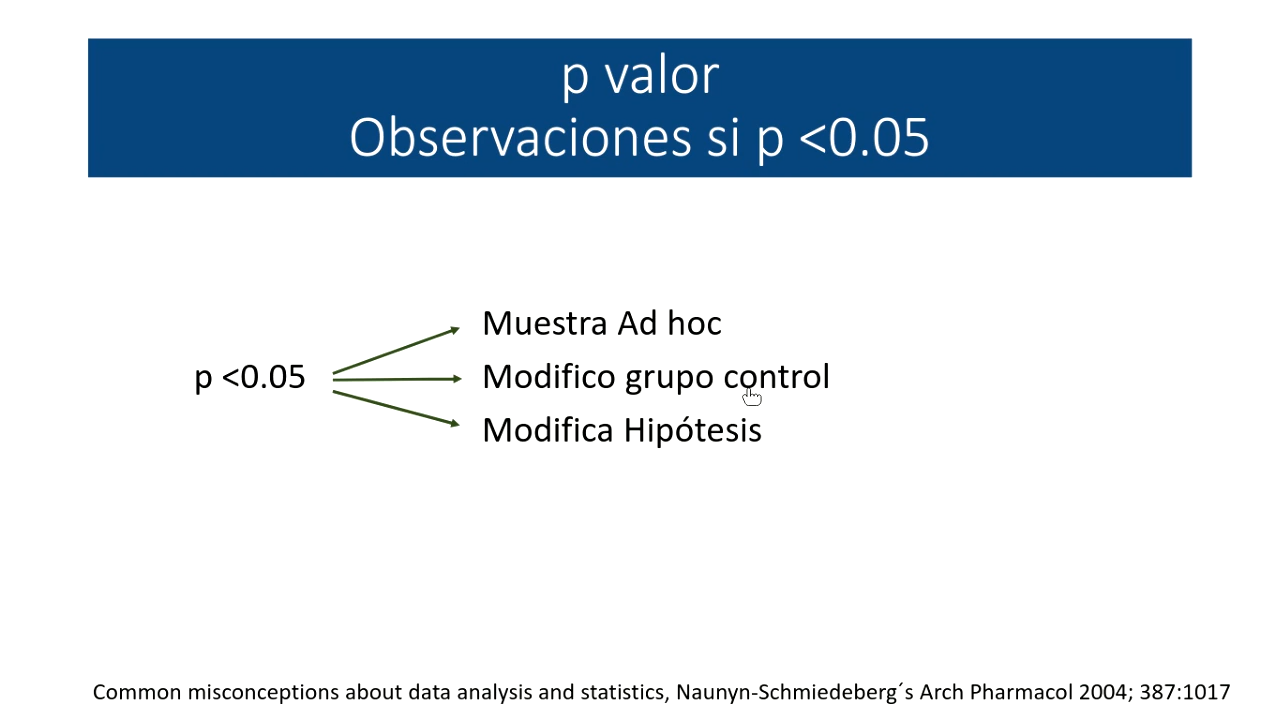 p valor
Observaciones si p <0.05
Muestra Ad hoc
p <0.05
Modifico grupo control
Modifica Hipótesis
Common misconceptions about data analysis and statistics, Naunyn-Schmiedeberg´s Arch Pharmacol 2004; 387:1017